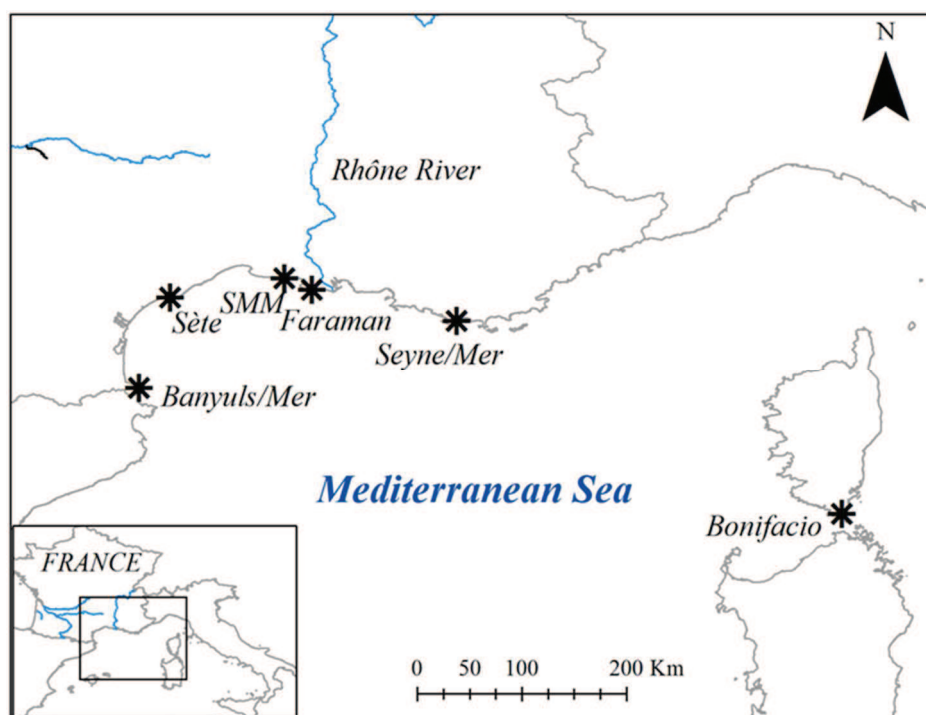 N
Rhône River
SMM
Faraman
Sète
Seyne/Mer
Banyuls/Mer
Mediterranean Sea
Bonifacio
FRANCE
0 50 100 200 Km